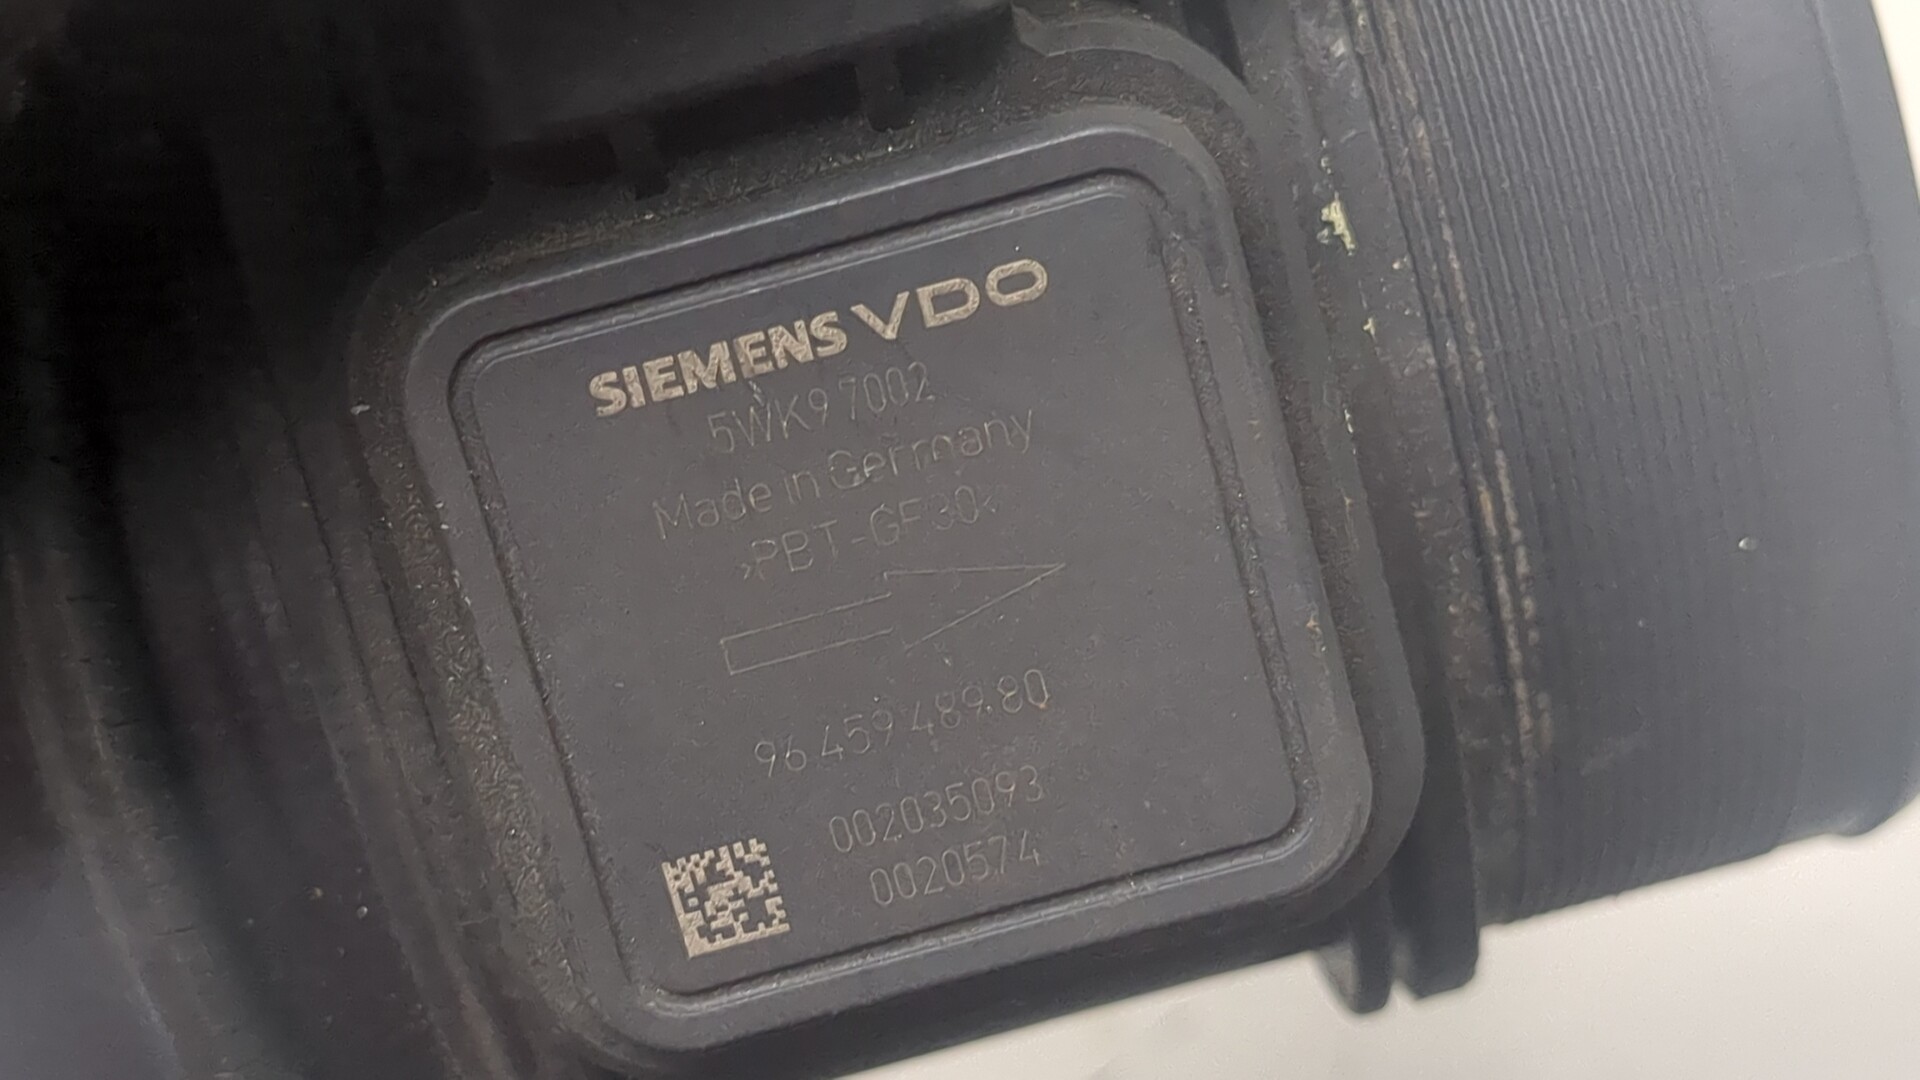 SIEMENS VDO
5WK9 7002
Made in Germany
>PBT-GF30<
96 459 489 80
002035093
0020574